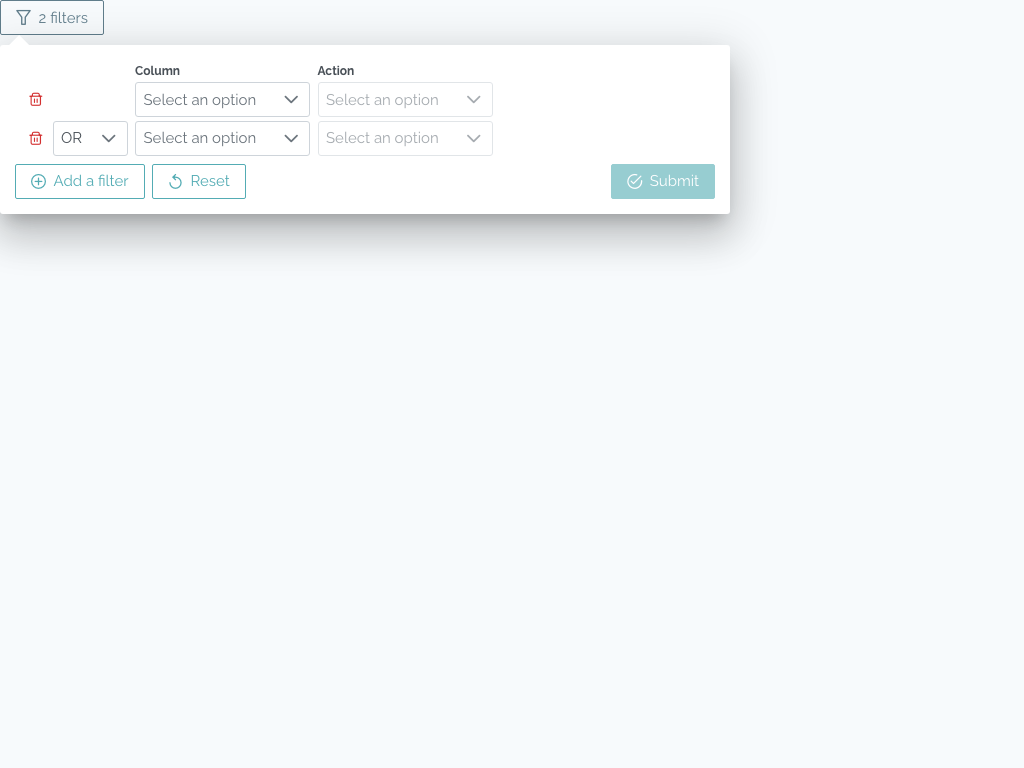 2 filters
Column Action
Select an option Select an option
OR Select an option Select an option
Add a filter Reset Submit